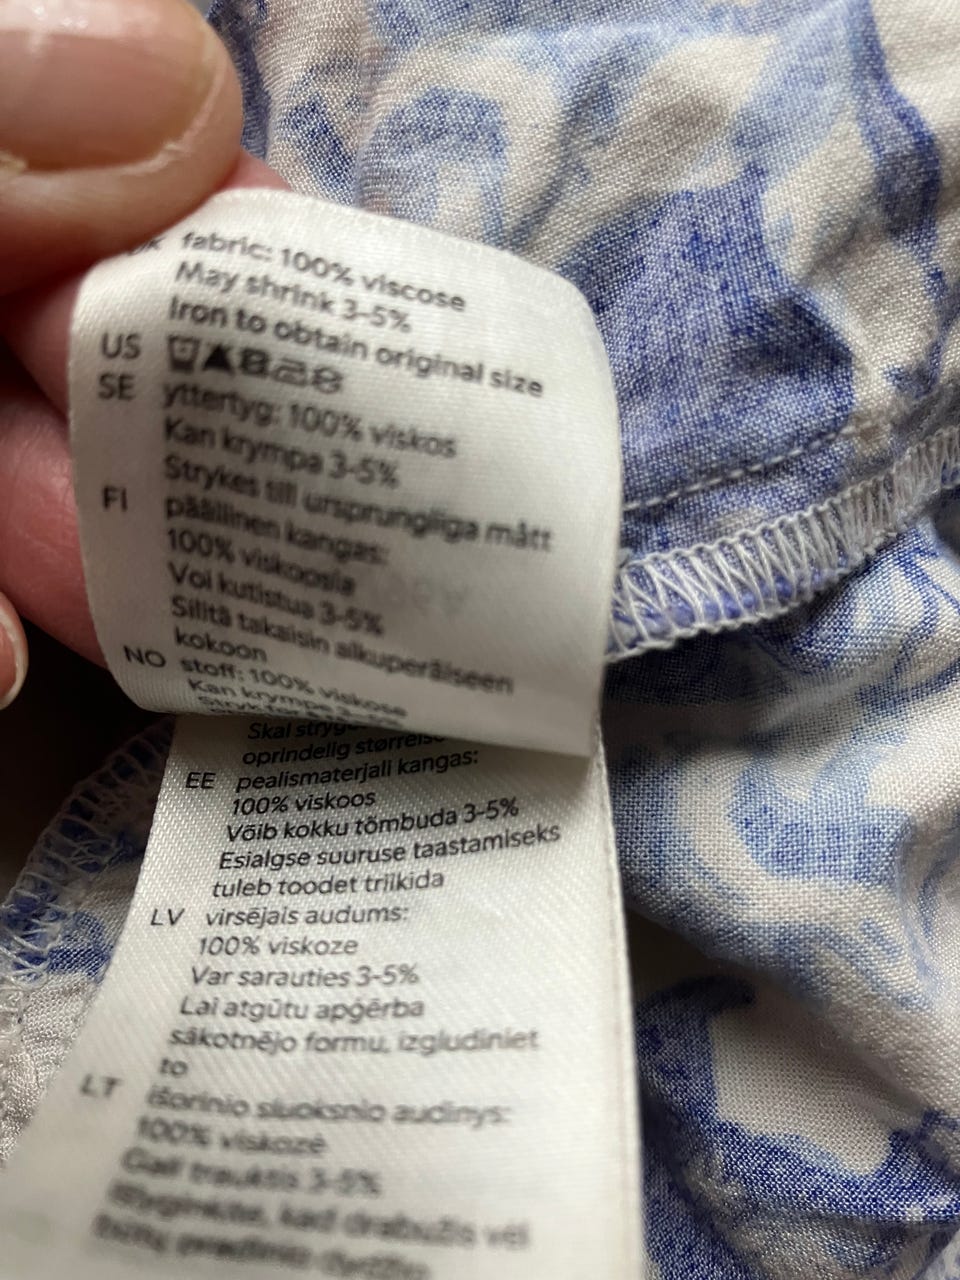 fabric: 100% viscose
May shrink 3-5%
Iron to obtain original size
US
SE yttertyg: 100% viskos
Kan krympa 3-5%
Strykes till ursprungliga mått
FI päällinen kangas:
100% viskoosia
Voi kutistua 3-5%
Silitä takaisin alkuperäiseen
kokoon
NO stoff: 100% viskose
Kan krympe
Skal
oprindelig størrelse
EE pealismaterjali kangas:
100% viskoos
Võib kokku tõmbuda 3-5%
Esialgse suuruse taastamiseks
tuleb toodet triikida
LV virsējais audums:
100% viskoze
Var sarauties 3-5%
Lai atgūtu apģērba
sākotnējo formu, izgludiniet
to
LT išorinio sluoksnio audinys:
100% viskozė
Gali trauktis 3-5%
kad drabužis vėl